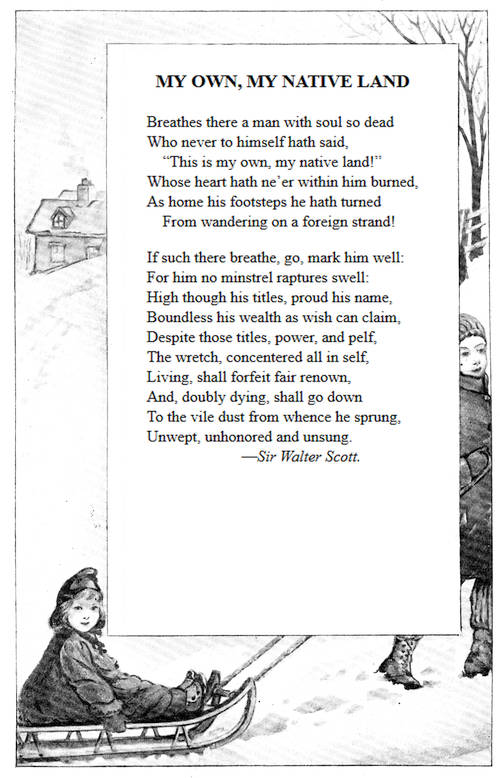 MY OWN, MY NATIVE LAND
Breathes there a man with soul so dead
Who never to himself hath said,
“This is my own, my native land!”
Whose heart hath ne’er within him burned,
As home his footsteps he hath turned
From wandering on a foreign strand!
If such there breathe, go, mark him well:
For him no minstrel raptures swell:
High though his titles, proud his name,
Boundless his wealth as wish can claim,
Despite those titles, power, and pelf,
The wretch, concentered all in self,
Living, shall forfeit fair renown,
And, doubly dying, shall go down
To the vile dust from whence he sprung,
Unwept, unhonored and unsung.
—Sir Walter Scott.